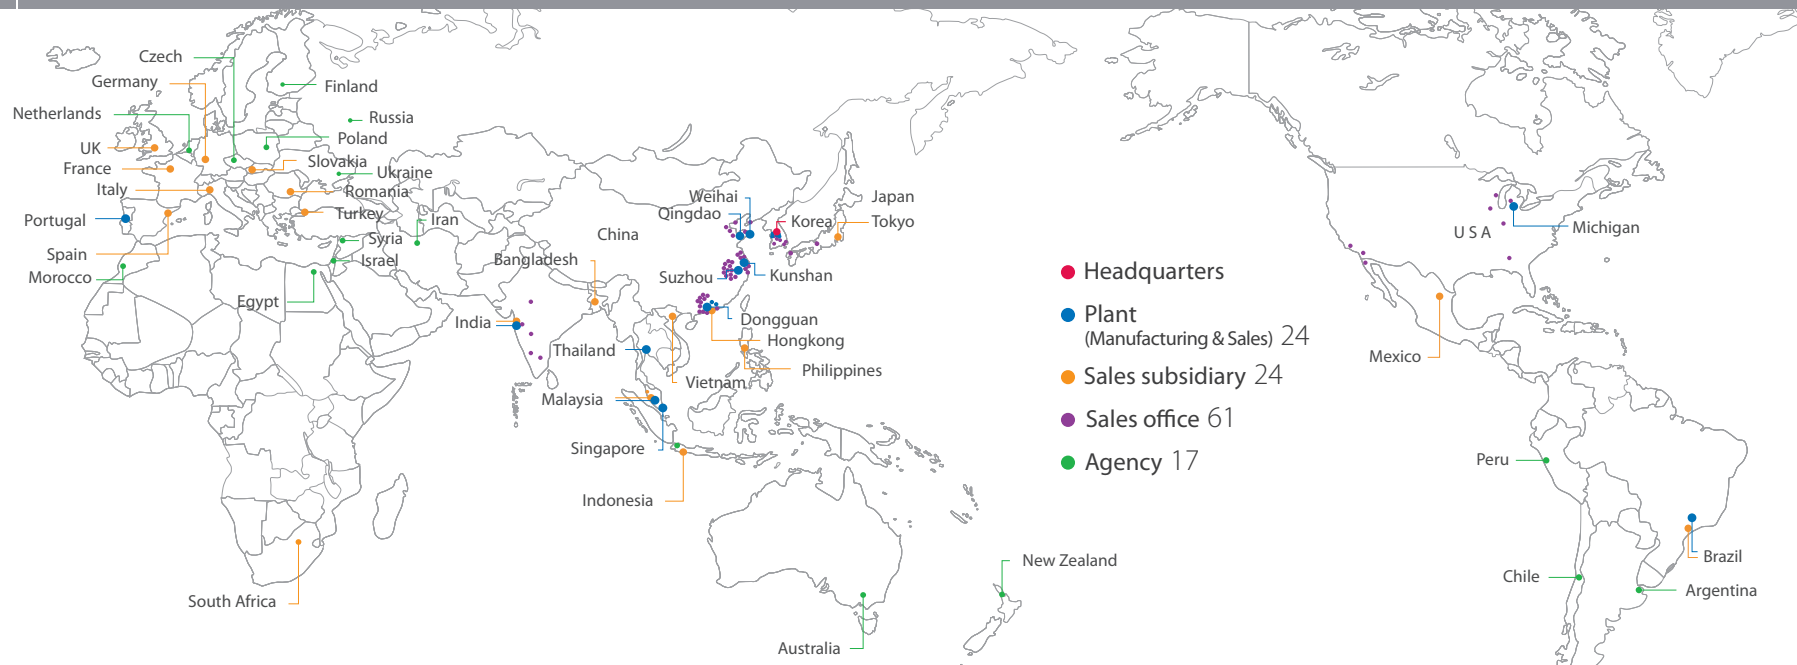 Czech
Germany
Finland
Netherlands
Russia
Poland
UK
Slovakia
France
Ukraine
Italy
Romania
Portugal
Turkey
Iran
Spain
Syria
Israel
Morocco
Egypt
Weihai
Japan
Qingdao
Korea
Tokyo
China
Bangladesh
Suzhou
Kunshan
India
Dongguan
Hongkong
Thailand
Philippines
Vietnam
Malaysia
Singapore
Indonesia
South Africa
New Zealand
Australia
Headquarters
Plant
(Manufacturing & Sales) 24
Sales subsidiary 24
Sales office 61
Agency 17
USA
Michigan
Mexico
Peru
Brazil
Chile
Argentina